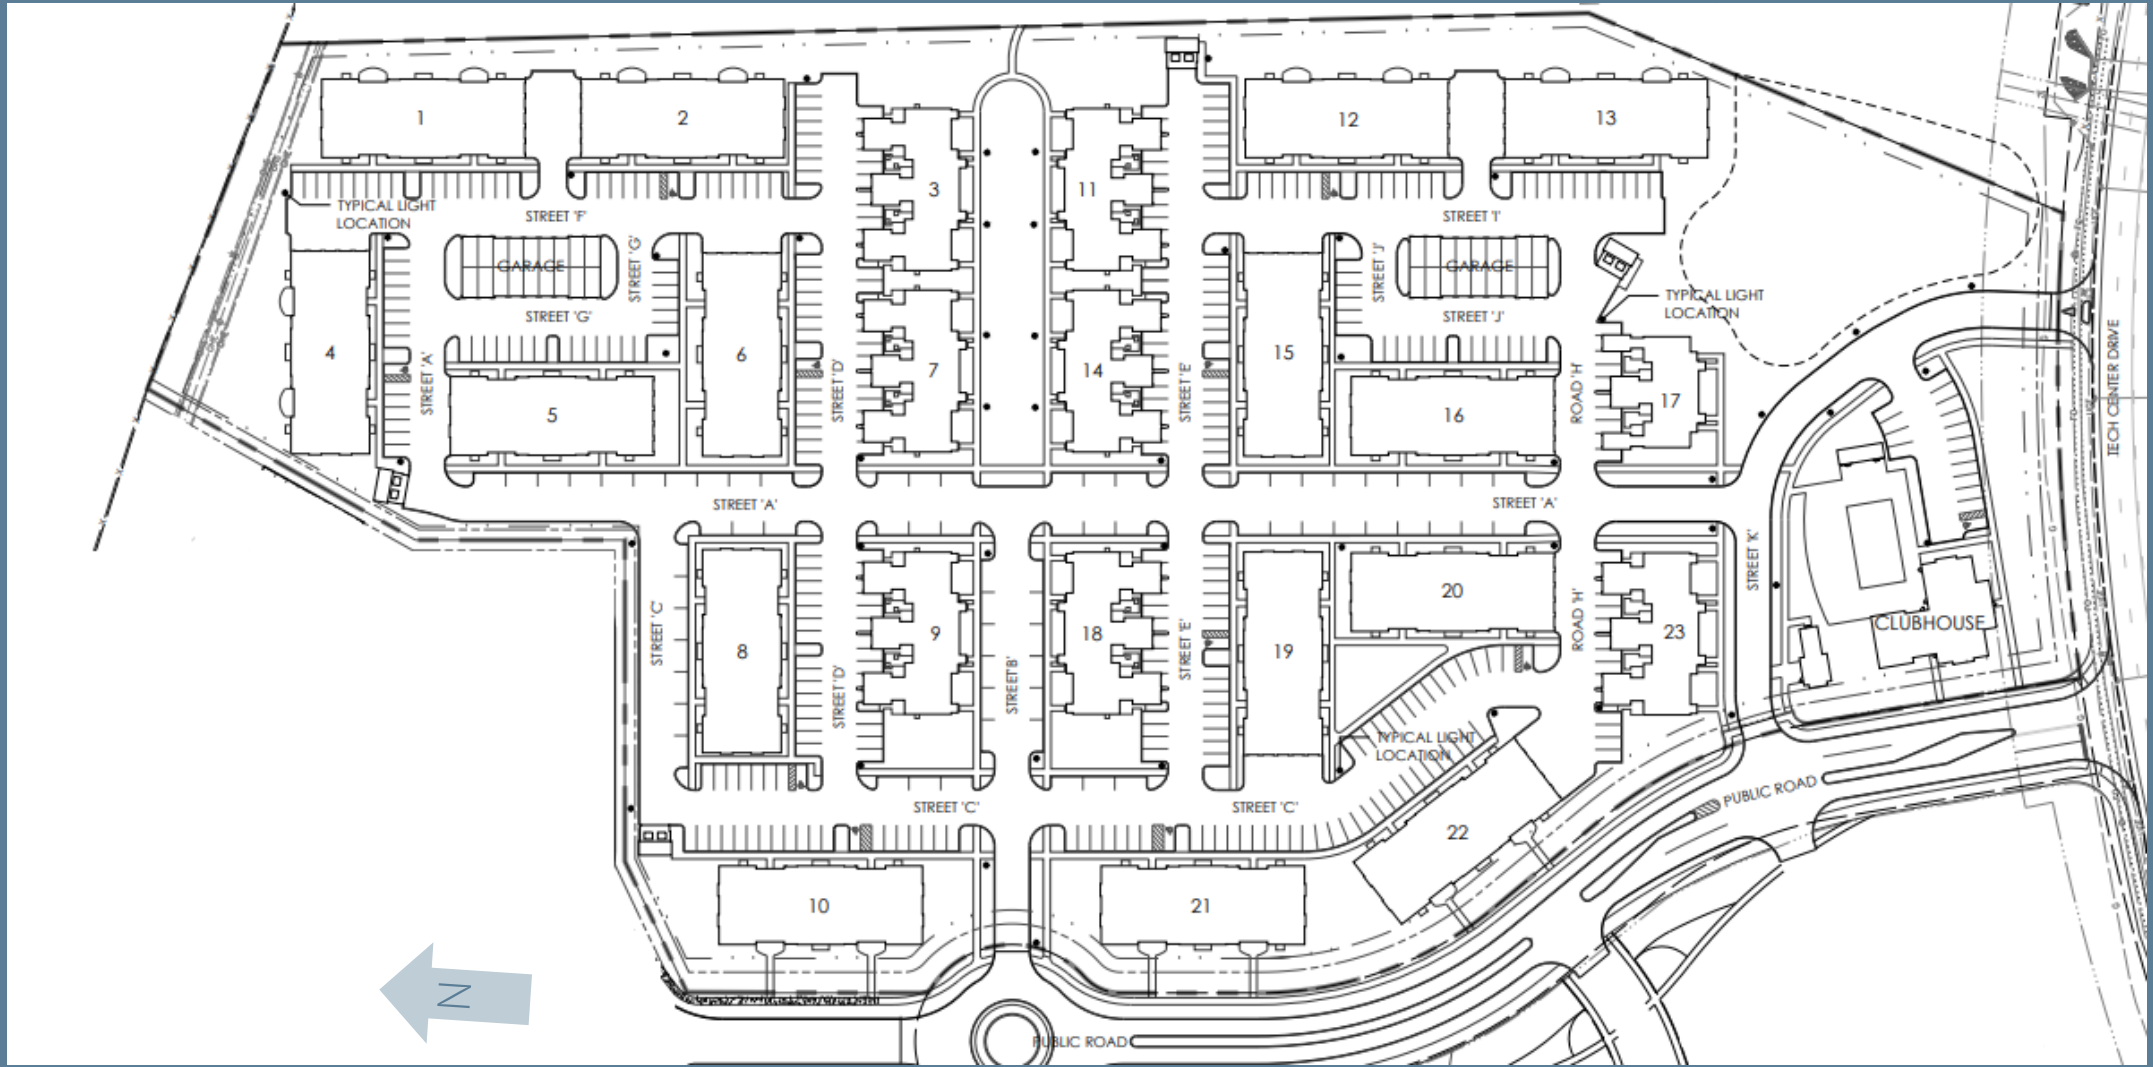 1
2
12
13
3
11
TYPICAL LIGHT
LOCATION
STREET 'F'
STREET 'I'
GARAGE
STREET 'G'
STREET 'J'
GARAGE
TYPICAL LIGHT
LOCATION
STREET 'G'
STREET 'J'
4
STREET 'A'
5
6
STREET 'D'
7
14
STREET 'E'
15
16
ROAD 'H'
17
TECH CENTER DRIVE
STREET 'A'
STREET 'A'
STREET 'C'
8
STREET 'D'
9
STREET 'B'
18
STREET 'E'
19
20
ROAD 'H'
23
STREET 'K'
CLUBHOUSE
TYPICAL LIGHT
LOCATION
STREET 'C'
STREET 'C'
PUBLIC ROAD
22
10
21
N
PUBLIC ROAD